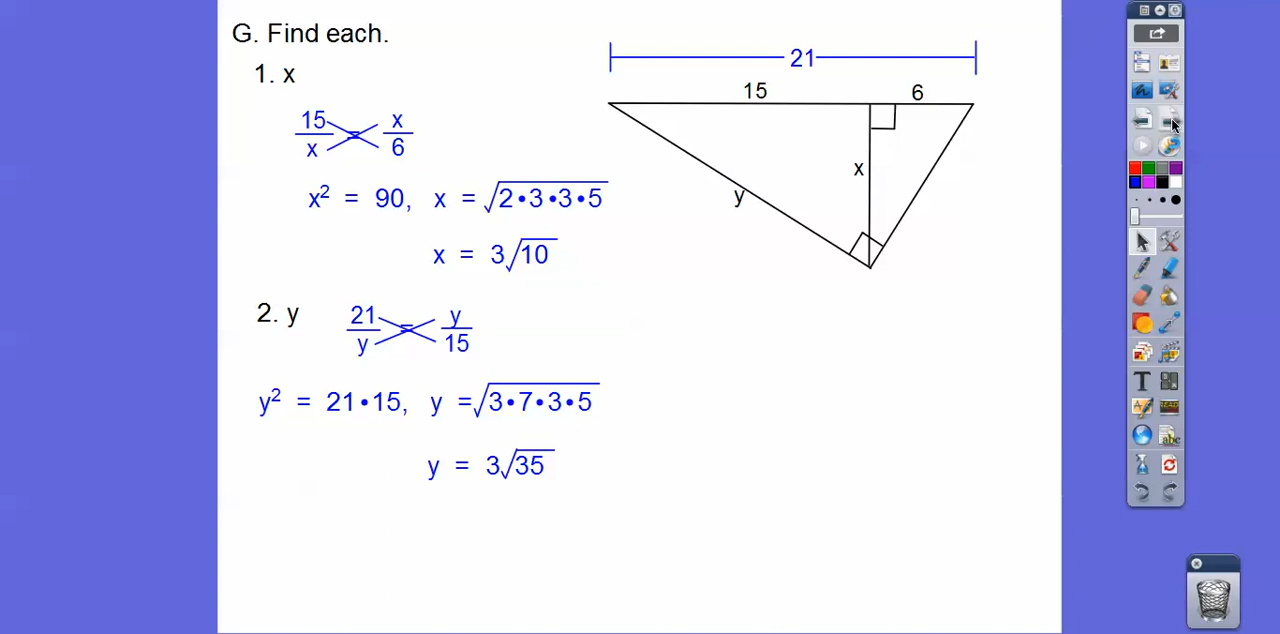 G. Find each.
1. x
15/x = x/6
x² = 90, x = √2•3•3•5
x = 3√10
2. y
21/y = y/15
y² = 21•15, y = √3•7•3•5
y = 3√35
21
15 6
x
y
T
abc